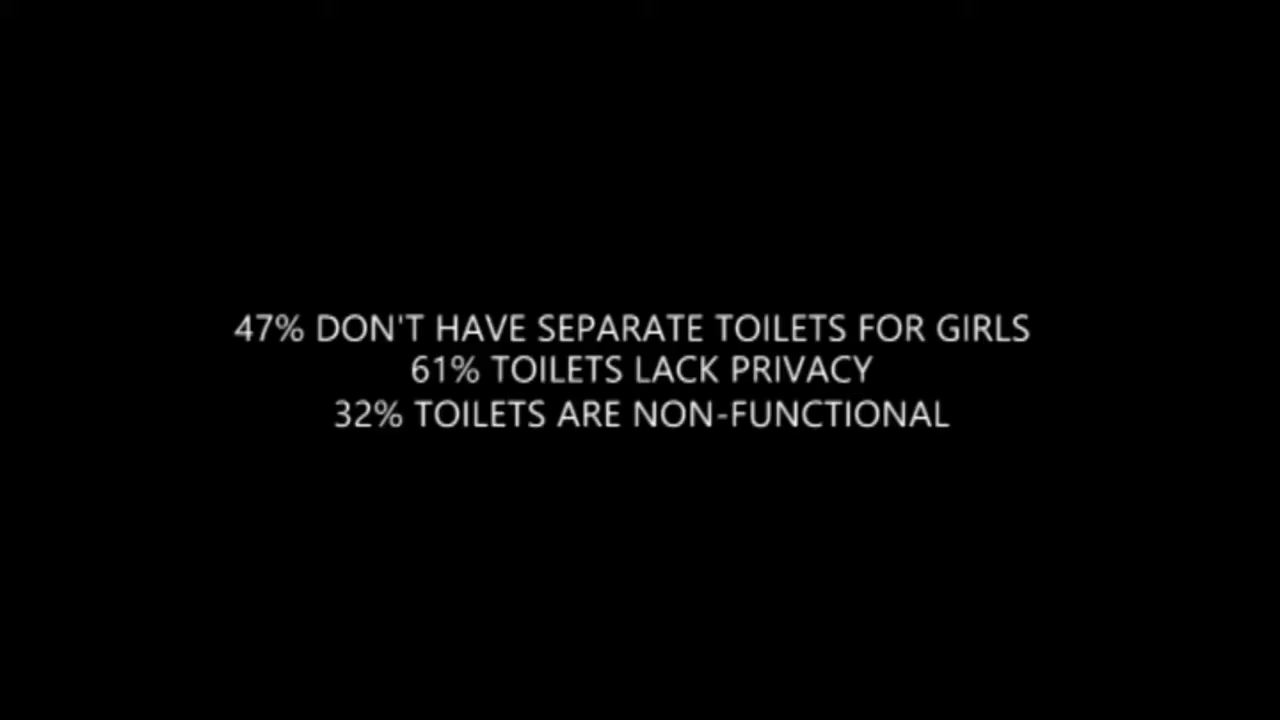 47% DON'T HAVE SEPARATE TOILETS FOR GIRLS
61% TOILETS LACK PRIVACY
32% TOILETS ARE NON-FUNCTIONAL